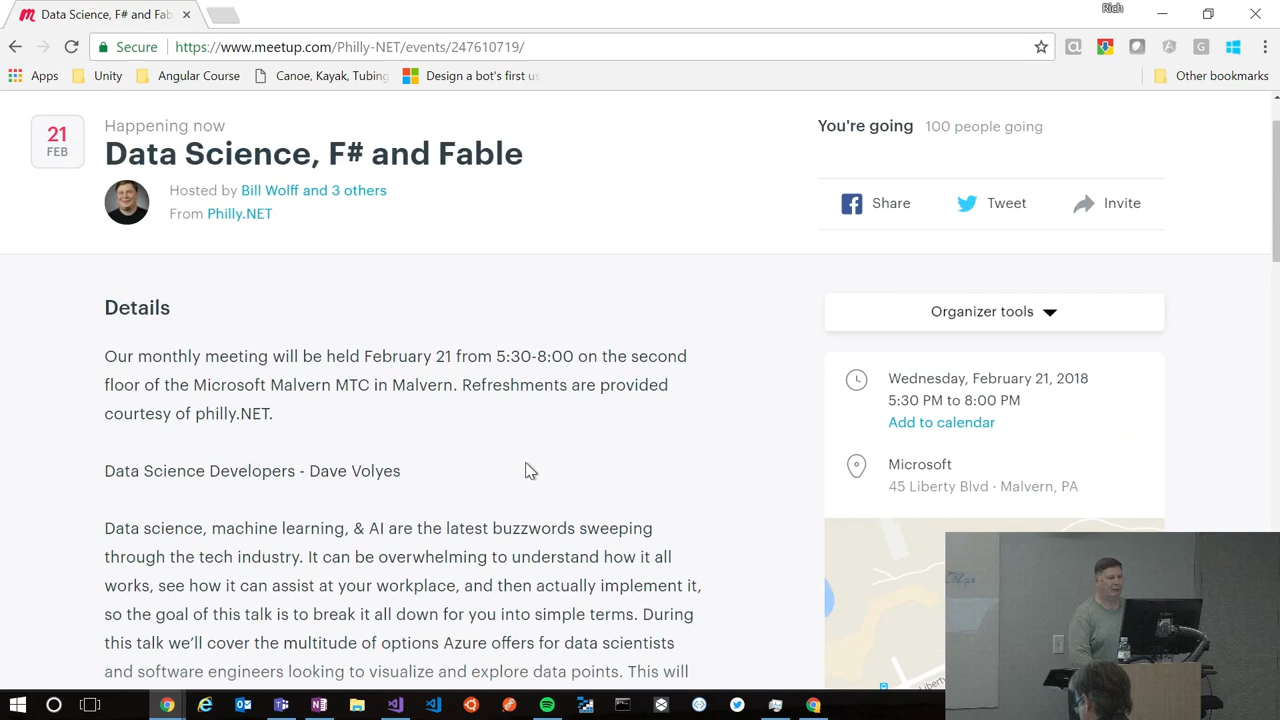 Data Science, F# and Fab
Rich
Secure
https://www.meetup.com/Philly-NET/events/247610719/
Apps
Unity
Angular Course
Canoe, Kayak, Tubing
Design a bot's first us
Other bookmarks
21
FEB
Happening now
Data Science, F# and Fable
Hosted by Bill Wolff and 3 others
From Philly.NET
You're going 100 people going
Share
Tweet
Invite
Details
Our monthly meeting will be held February 21 from 5:30-8:00 on the second
floor of the Microsoft Malvern MTC in Malvern. Refreshments are provided
courtesy of philly.NET.
Data Science Developers - Dave Volyes
Data science, machine learning, & AI are the latest buzzwords sweeping
through the tech industry. It can be overwhelming to understand how it all
works, see how it can assist at your workplace, and then actually implement it,
so the goal of this talk is to break it all down for you into simple terms. During
this talk we'll cover the multitude of options Azure offers for data scientists
and software engineers looking to visualize and explore data points. This will
Organizer tools
Wednesday, February 21, 2018
5:30 PM to 8:00 PM
Add to calendar
Microsoft
45 Liberty Blvd · Malvern, PA
Liberty